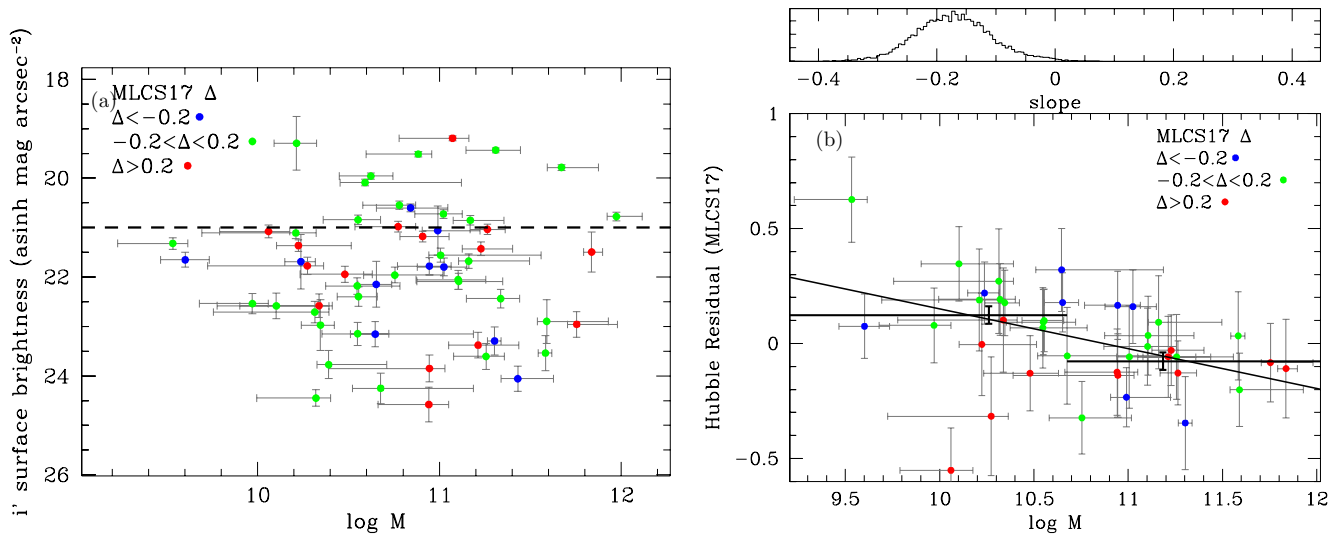 i' surface brightness (asinh mag arcsec⁻²)
18
20
22
24
26
(a)
MLCS17 Δ
Δ<−0.2
−0.2<Δ<0.2
Δ>0.2
10
11
12
log M
−0.4
−0.2
0
0.2
0.4
slope
Hubble Residual (MLCS17)
1
0.5
0
−0.5
(b)
MLCS17 Δ
Δ<−0.2
−0.2<Δ<0.2
Δ>0.2
9.5
10
10.5
11
11.5
12
log M